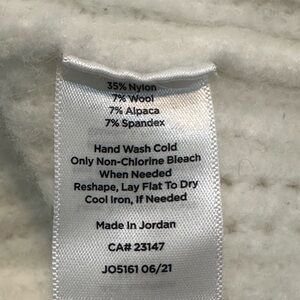 35% Nylon
7% Wool
7% Alpaca
7% Spandex
Hand Wash Cold
Only Non-Chlorine Bleach
When Needed
Reshape, Lay Flat To Dry
Cool Iron, If Needed
Made In Jordan
CA# 23147
JO5161 06/21